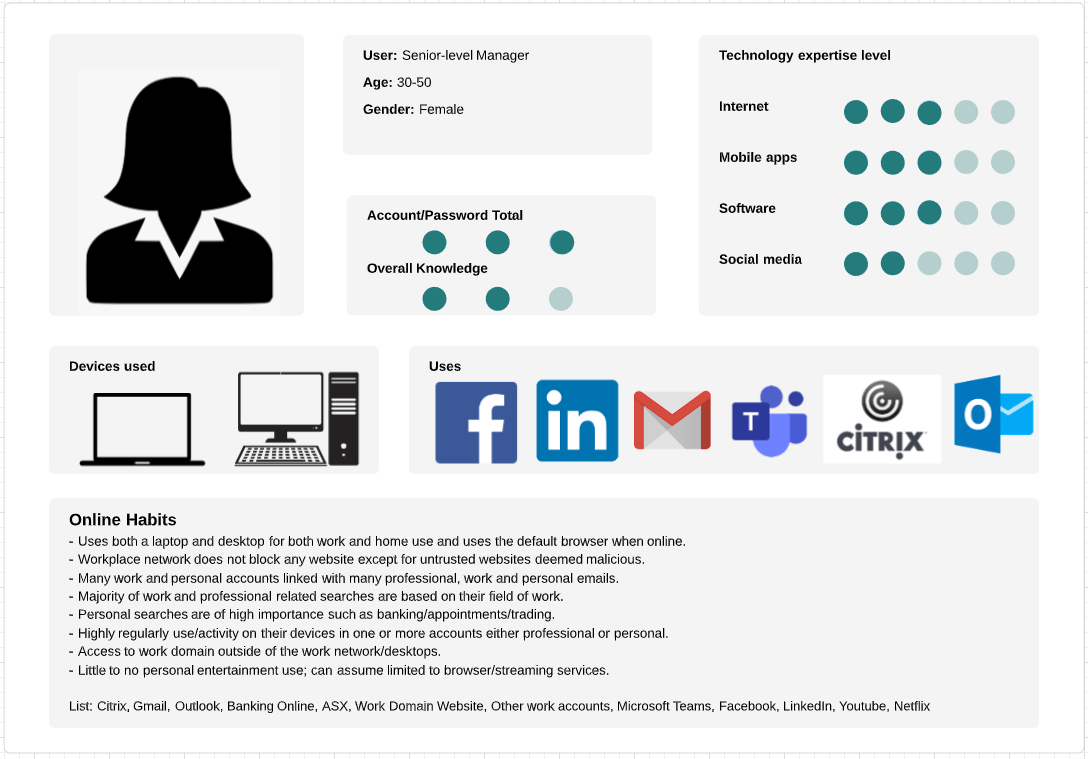 User: Senior-level Manager
Age: 30-50
Gender: Female
Account/Password Total
Overall Knowledge
Technology expertise level
Internet
Mobile apps
Software
Social media
Devices used
Uses
f
in
T
CİTRIX
O
Online Habits
- Uses both a laptop and desktop for both work and home use and uses the default browser when online.
- Workplace network does not block any website except for untrusted websites deemed malicious.
- Many work and personal accounts linked with many professional, work and personal emails.
- Majority of work and professional related searches are based on their field of work.
- Personal searches are of high importance such as banking/appointments/trading.
- Highly regularly use/activity on their devices in one or more accounts either professional or personal.
- Access to work domain outside of the work network/desktops.
- Little to no personal entertainment use; can assume limited to browser/streaming services.
List: Citrix, Gmail, Outlook, Banking Online, ASX, Work Domain Website, Other work accounts, Microsoft Teams, Facebook, LinkedIn, Youtube, Netflix